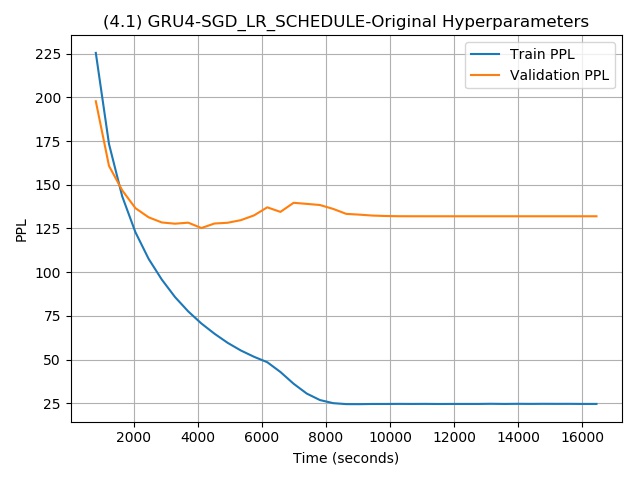 (4.1) GRU4-SGD_LR_SCHEDULE-Original Hyperparameters
Train PPL
Validation PPL
225
200
175
150
125
100
75
50
25
PPL
2000 4000 6000 8000 10000 12000 14000 16000
Time (seconds)